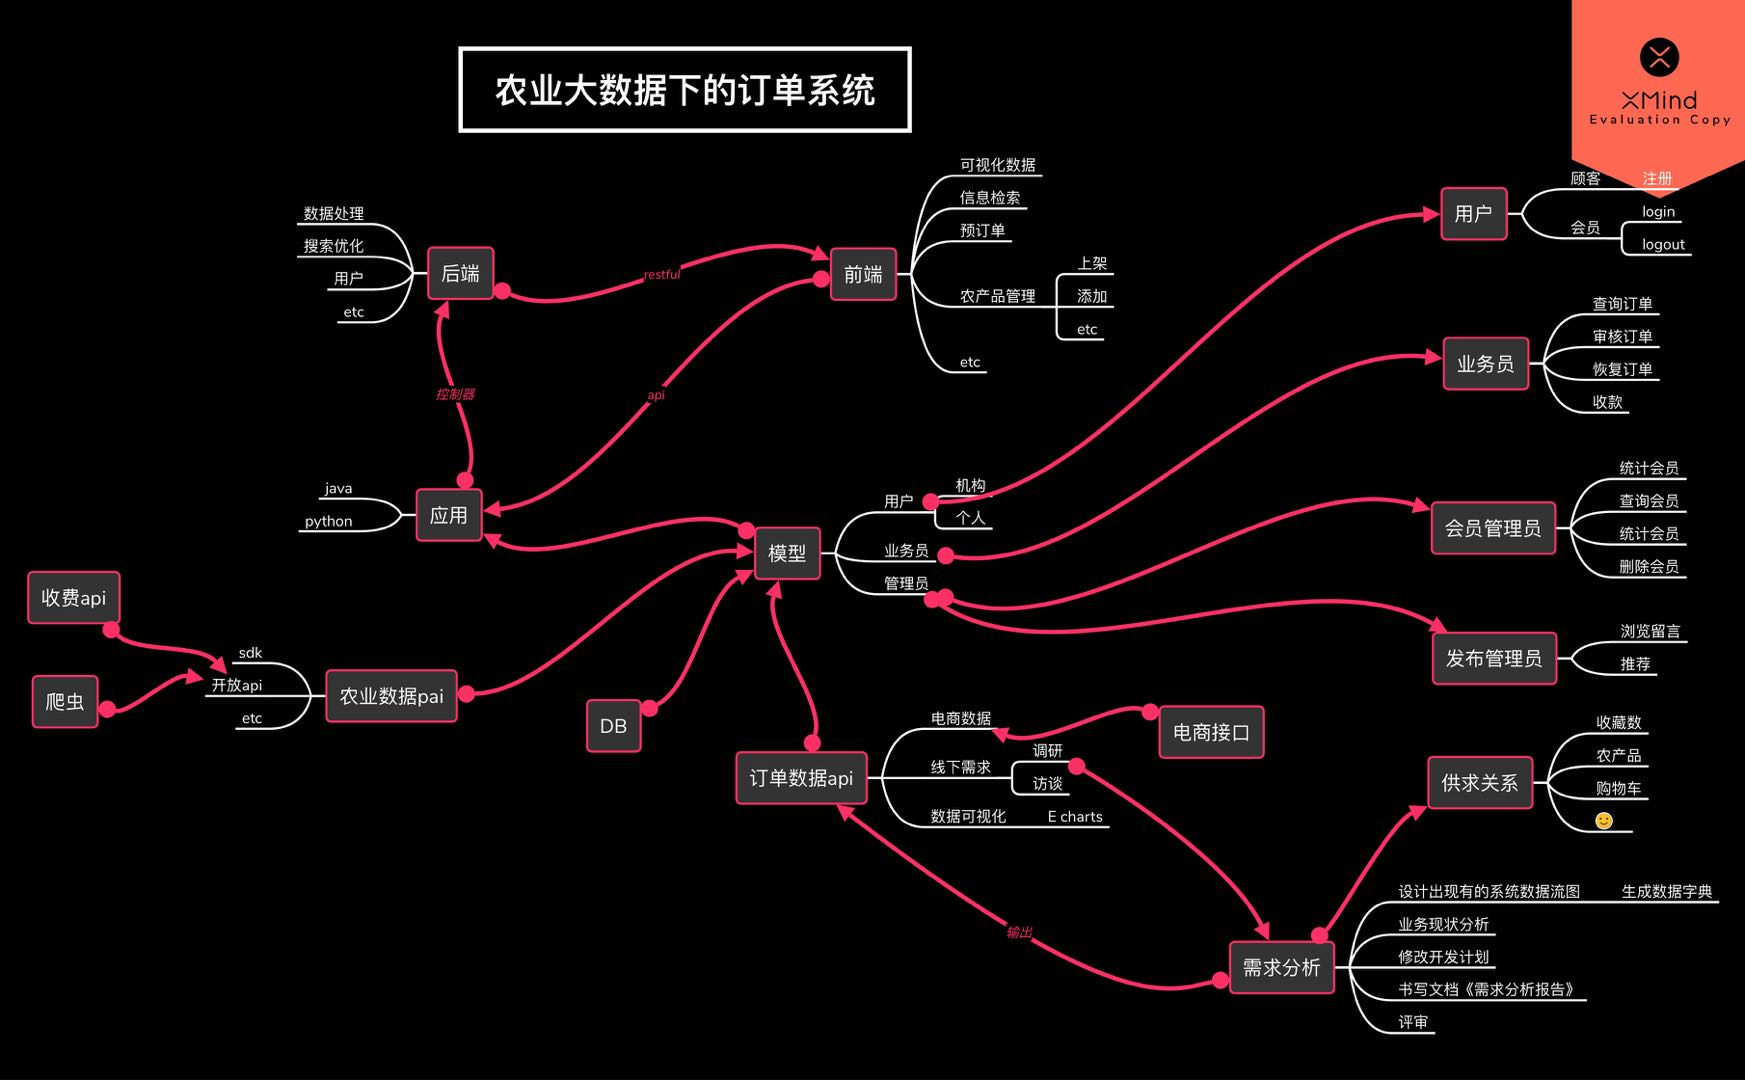 农业大数据下的订单系统
XMind
Evaluation Copy
数据处理
搜索优化
用户
etc
后端
restful
前端
可视化数据
信息检索
预订单
农产品管理
上架
添加
etc
etc
用户
顾客
注册
会员
login
logout
业务员
查询订单
审核订单
恢复订单
收款
控制器
api
java
python
应用
模型
用户
机构
个人
业务员
管理员
会员管理员
统计会员
查询会员
统计会员
删除会员
发布管理员
浏览留言
推荐
收费api
爬虫
sdk
开放api
etc
农业数据pai
DB
订单数据api
电商数据
线下需求
调研
访谈
数据可视化
E charts
电商接口
供求关系
收藏数
农产品
购物车
输出
需求分析
设计出现有的系统数据流图
生成数据字典
业务现状分析
修改开发计划
书写文档《需求分析报告》
评审